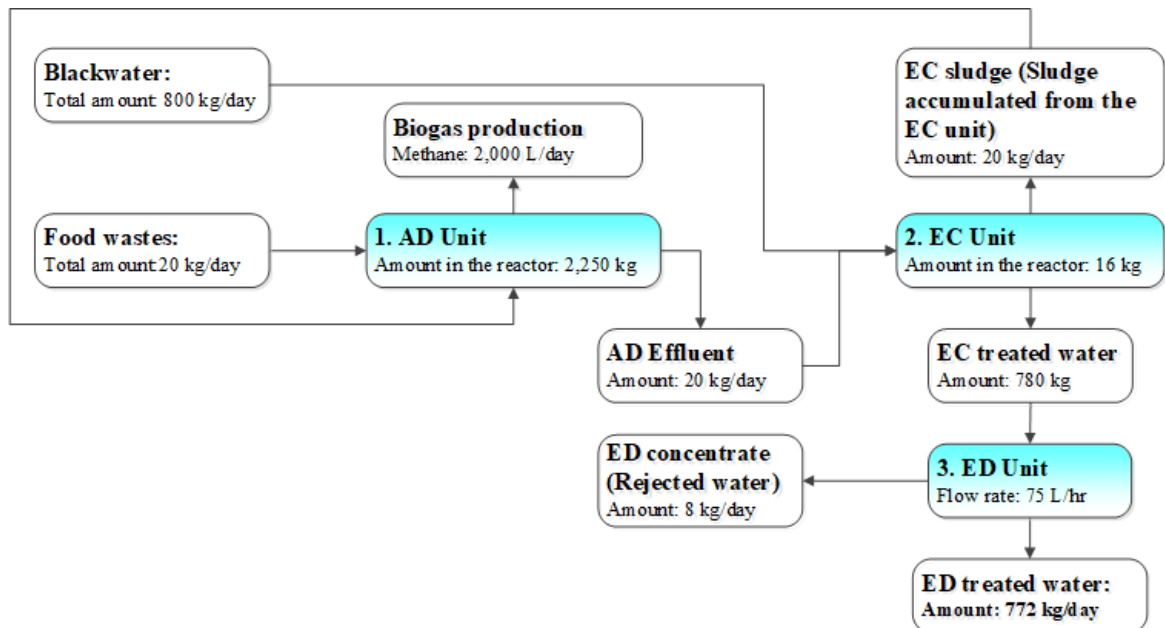 Blackwater:
Total amount: 800 kg/day
EC sludge (Sludge
accumulated from the
EC unit)
Amount: 20 kg/day
Biogas production
Methane: 2,000 L/day
Food wastes:
Total amount:20 kg/day
1. AD Unit
Amount in the reactor: 2,250 kg
2. EC Unit
Amount in the reactor: 16 kg
AD Effluent
Amount: 20 kg/day
EC treated water
Amount: 780 kg
ED concentrate
(Rejected water)
Amount: 8 kg/day
3. ED Unit
Flow rate: 75 L/hr
ED treated water:
Amount: 772 kg/day